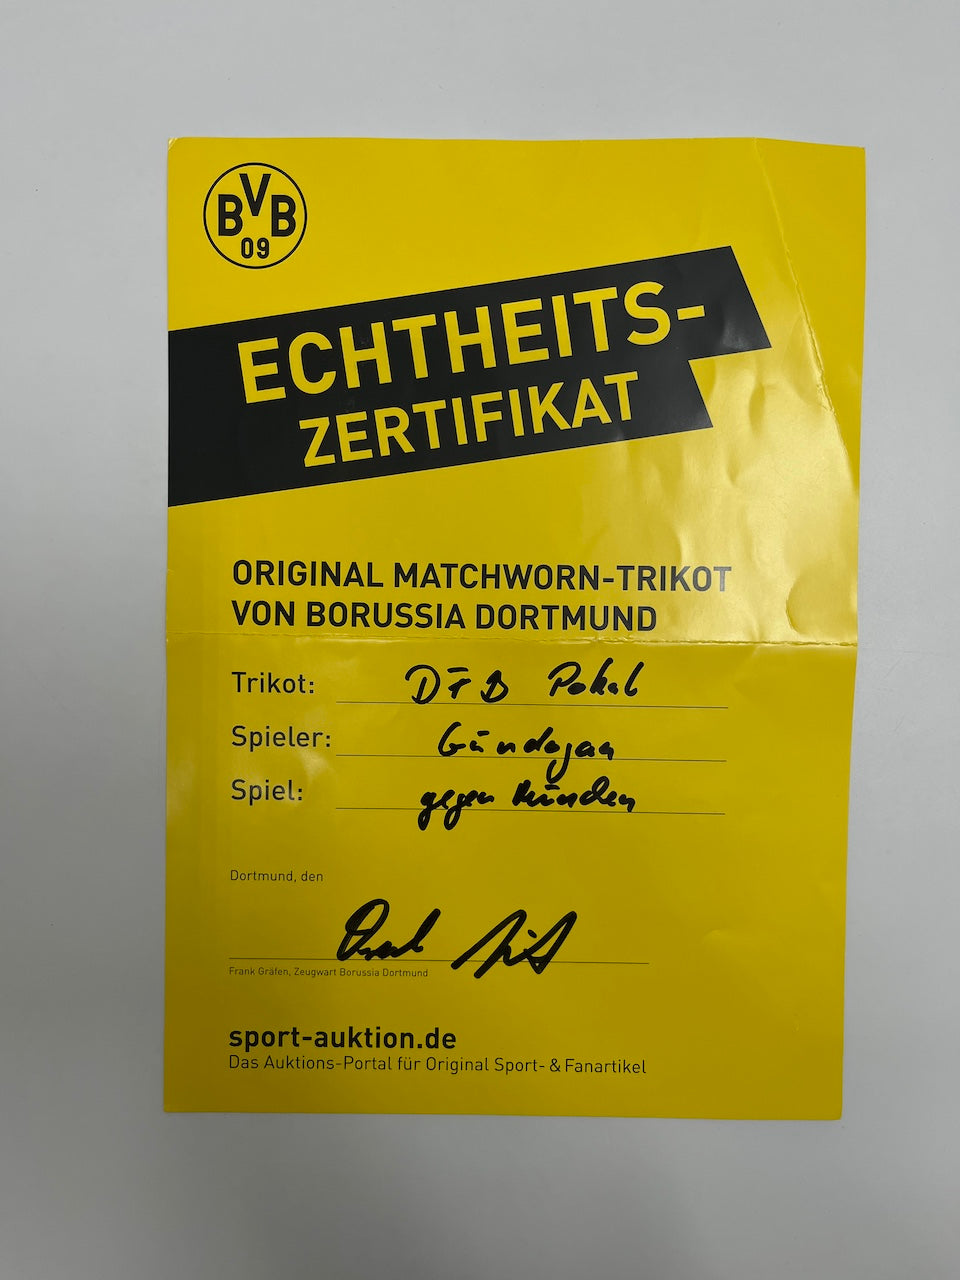 BVB
09
ECHTHEITS-
ZERTIFIKAT
ORIGINAL MATCHWORN-TRIKOT
VON BORUSSIA DORTMUND
Trikot: DFB Pokal
Spieler: Gündogan
Spiel: gegen München
Dortmund, den
Frank Gräfen, Zeugwart Borussia Dortmund
sport-auktion.de
Das Auktions-Portal für Original Sport- & Fanartikel